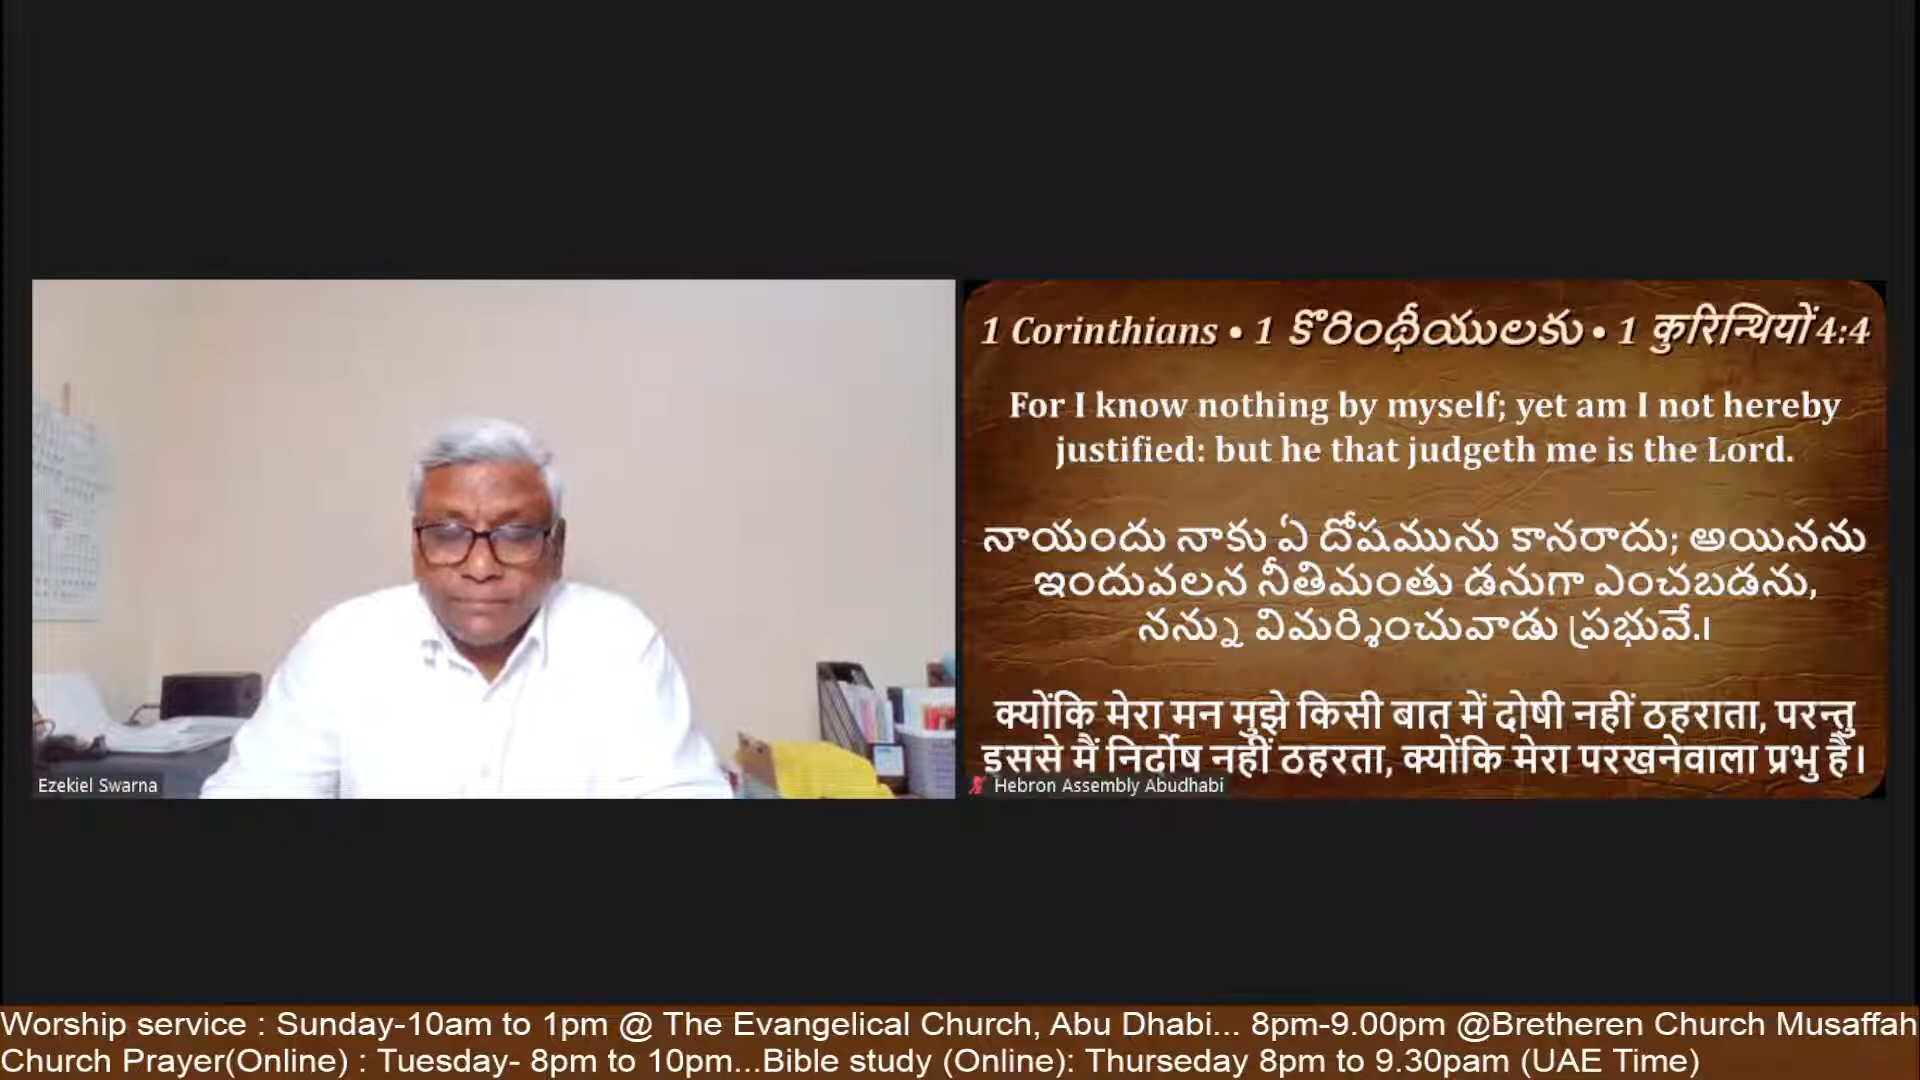 1 Corinthians • 1 కొరింథీయులకు • 1 कुरिन्थियों 4:4
For I know nothing by myself; yet am I not hereby
justified: but he that judgeth me is the Lord.
నాయందు నాకు ఏ దోషమును కానరాదు; అయినను
ఇందువలన నీతిమంతు డనుగా ఎంచబడను,
నన్ను విమర్శించువాడు ప్రభువే.।
क्योंकि मेरा मन मुझे किसी बात में दोषी नहीं ठहराता, परन्तु
इससे मैं निर्दोष नहीं ठहरता, क्योंकि मेरा परखनेवाला प्रभु है।
Ezekiel Swarna
Hebron Assembly Abudhabi
Worship service : Sunday-10am to 1pm @ The Evangelical Church, Abu Dhabi... 8pm-9.00pm @Bretheren Church Musaffah
Church Prayer(Online) : Tuesday- 8pm to 10pm...Bible study (Online): Thurseday 8pm to 9.30pam (UAE Time)